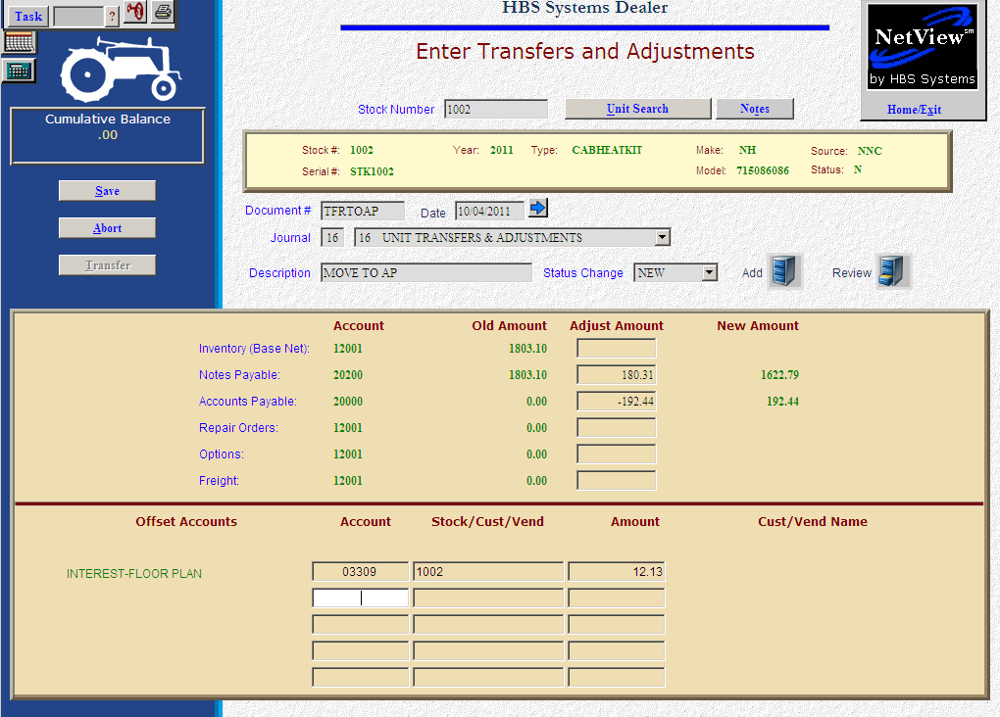 HBS Systems Dealer
Task ?
Enter Transfers and Adjustments
NetView℠
by HBS Systems
Home/Exit
Stock Number 1002 Unit Search Notes
Cumulative Balance
.00
Stock #: 1002 Year: 2011 Type: CABHEATKIT Make: NH Source: NNC
Serial #: STK1002 Model: 715086086 Status: N
Save
Abort
Transfer
Document # TFRTOAP Date 10/04/2011
Journal 16 16 UNIT TRANSFERS & ADJUSTMENTS
Description MOVE TO AP Status Change NEW Add Review
Account Old Amount Adjust Amount New Amount
Inventory (Base Net): 12001 1803.10
Notes Payable: 20200 1803.10 180.31 1622.79
Accounts Payable: 20000 0.00 -192.44 192.44
Repair Orders: 12001 0.00
Options: 12001 0.00
Freight: 12001 0.00
Offset Accounts Account Stock/Cust/Vend Amount Cust/Vend Name
INTEREST-FLOOR PLAN 03309 1002 12.13